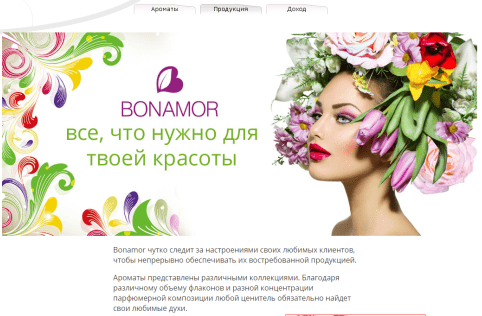 Ароматы
Продукция
Доход
BONAMOR
все, что нужно для
твоей красоты
Bonamor чутко следит за настроениями своих любимых клиентов,
чтобы непрерывно обеспечивать их востребованной продукцией.
Ароматы представлены различными коллекциями. Благодаря
различному объему флаконов и разной концентрации
парфюмерной композиции любой ценитель обязательно найдет
свои любимые духи.